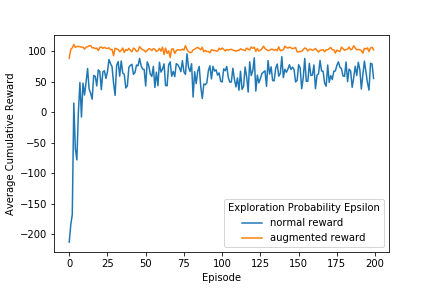 100
50
0
−50
−100
−150
−200
Average Cumulative Reward
Exploration Probability Epsilon
normal reward
augmented reward
0 25 50 75 100 125 150 175 200
Episode